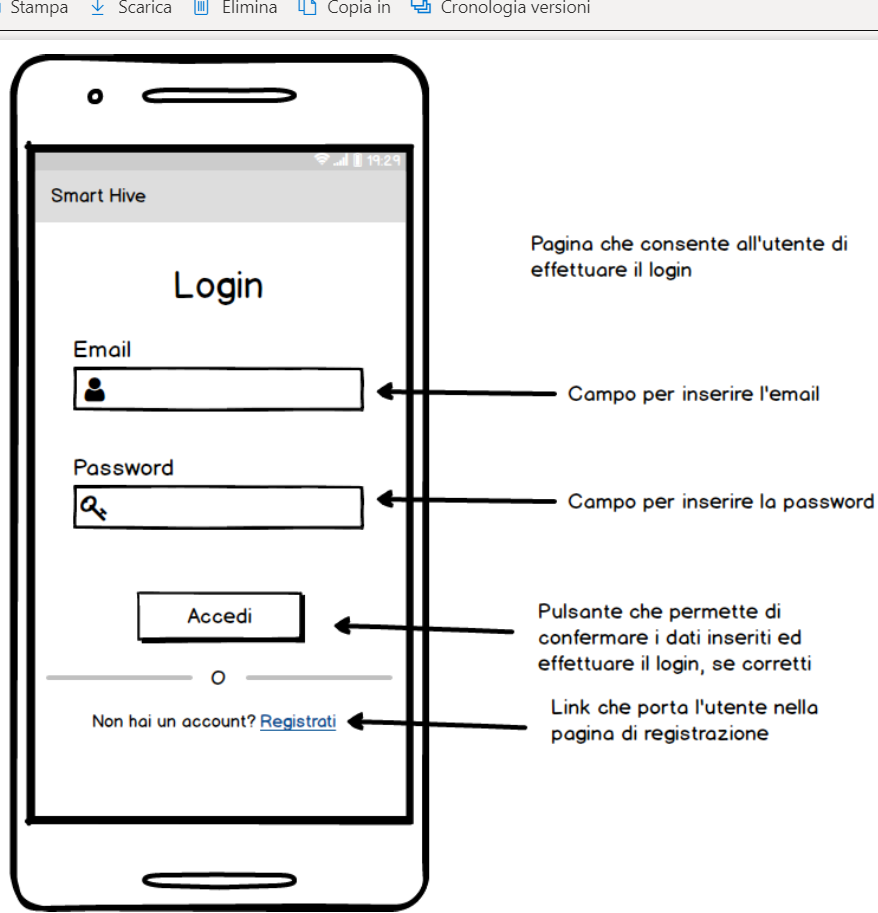 Stampa Scarica Elimina Copia in Cronologia versioni
19:29
Smart Hive
Pagina che consente all'utente di
effettuare il login
Login
Email
Campo per inserire l'email
Password
Campo per inserire la password
Accedi
Pulsante che permette di
confermare i dati inseriti ed
effettuare il login, se corretti
O
Non hai un account? Registrati
Link che porta l'utente nella
pagina di registrazione